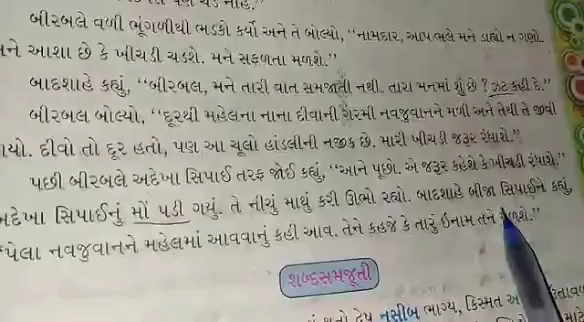 બીરબલે વળી ભૂંગળીથી ભડકો કર્યો અને તે બોલ્યો, “નામદાર, આપ ભલે મને ડાહ્યો ન ગણો.
મને આશા છે કે ખીચડી ચડશે. મને સફળતા મળશે.”
બાદશાહે કહ્યું, “બીરબલ, મને તારી વાત સમજાતી નથી. તારા મનમાં શું છે ? ઝટ કહી દે.”
બીરબલ બોલ્યો, “દૂરથી મહેલના નાના દીવાની ગરમી નવજુવાનને મળી અને તેથી તે જીવી
ગયો. દીવો તો દૂર હતો, પણ આ ચૂલો હાંડલીની નજીક છે. મારી ખીચડી જરૂર રંધાશે.”
પછી બીરબલે અદેખા સિપાઈ તરફ જોઈ કહ્યું, “આને પૂછો. એ જરૂર કહેશે કે ખીચડી રંધાશે.”
અદેખા સિપાઈનું મોં પડી ગયું. તે નીચું માથું કરી ઊભો રહ્યો. બાદશાહે બીજા સિપાઈને કહ્યું,
“પેલા નવજુવાનને મહેલમાં આવવાનું કહી આવ. તેને કહજે કે તારું ઈનામ તને મળશે.”
શબ્દસમજૂતી
દેષ નસીબ ભાગ્ય, કિસ્મત